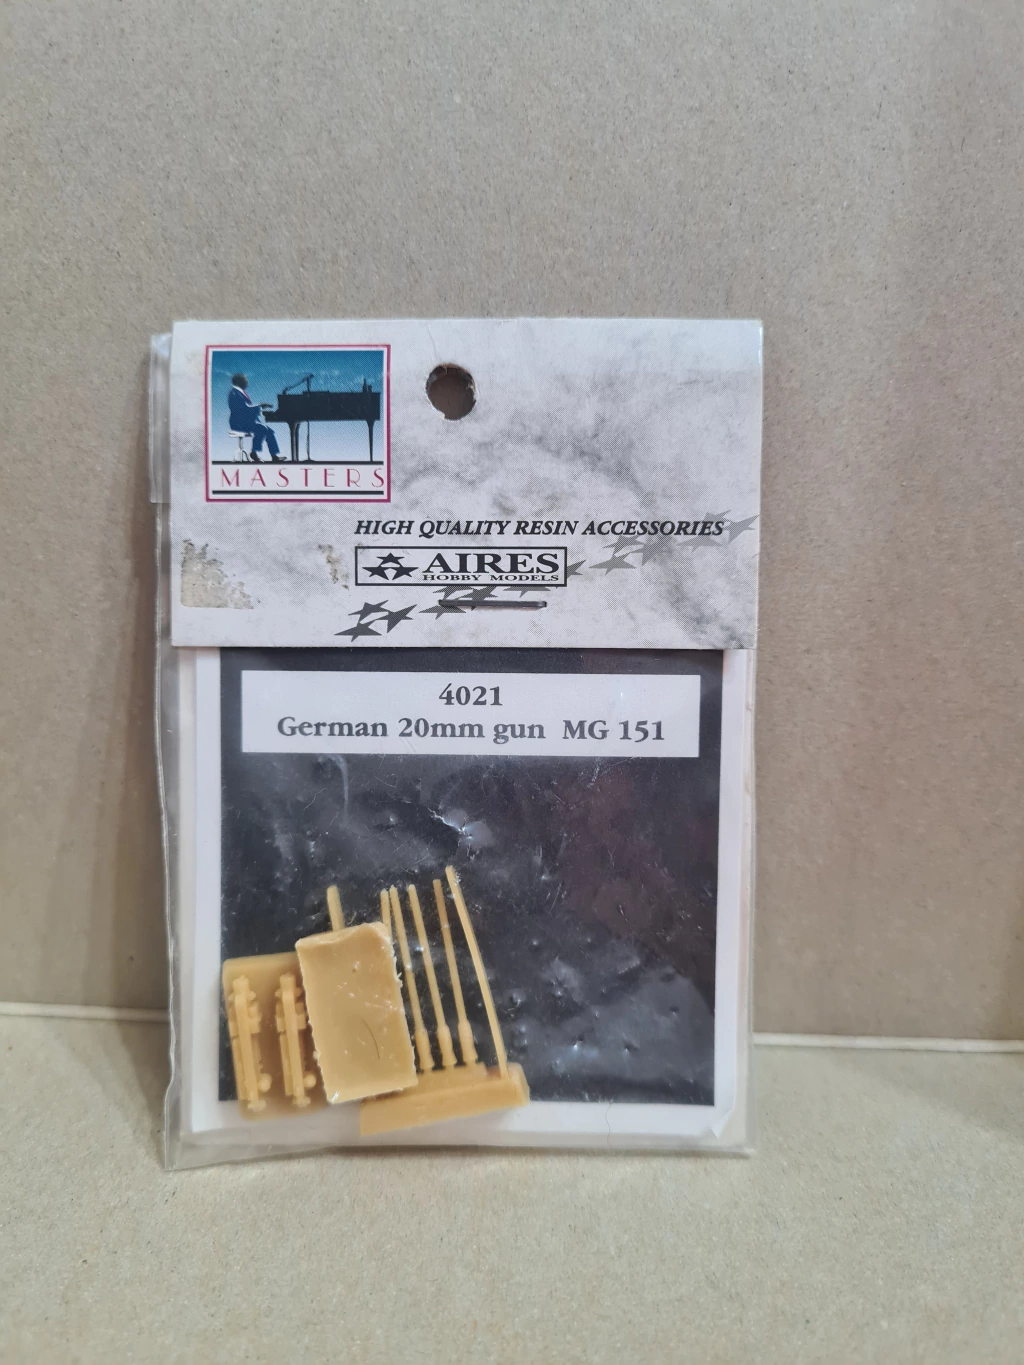 MASTERS
HIGH QUALITY RESIN ACCESSORIES
AIRES
HOBBY MODELS
4021
German 20mm gun MG 151